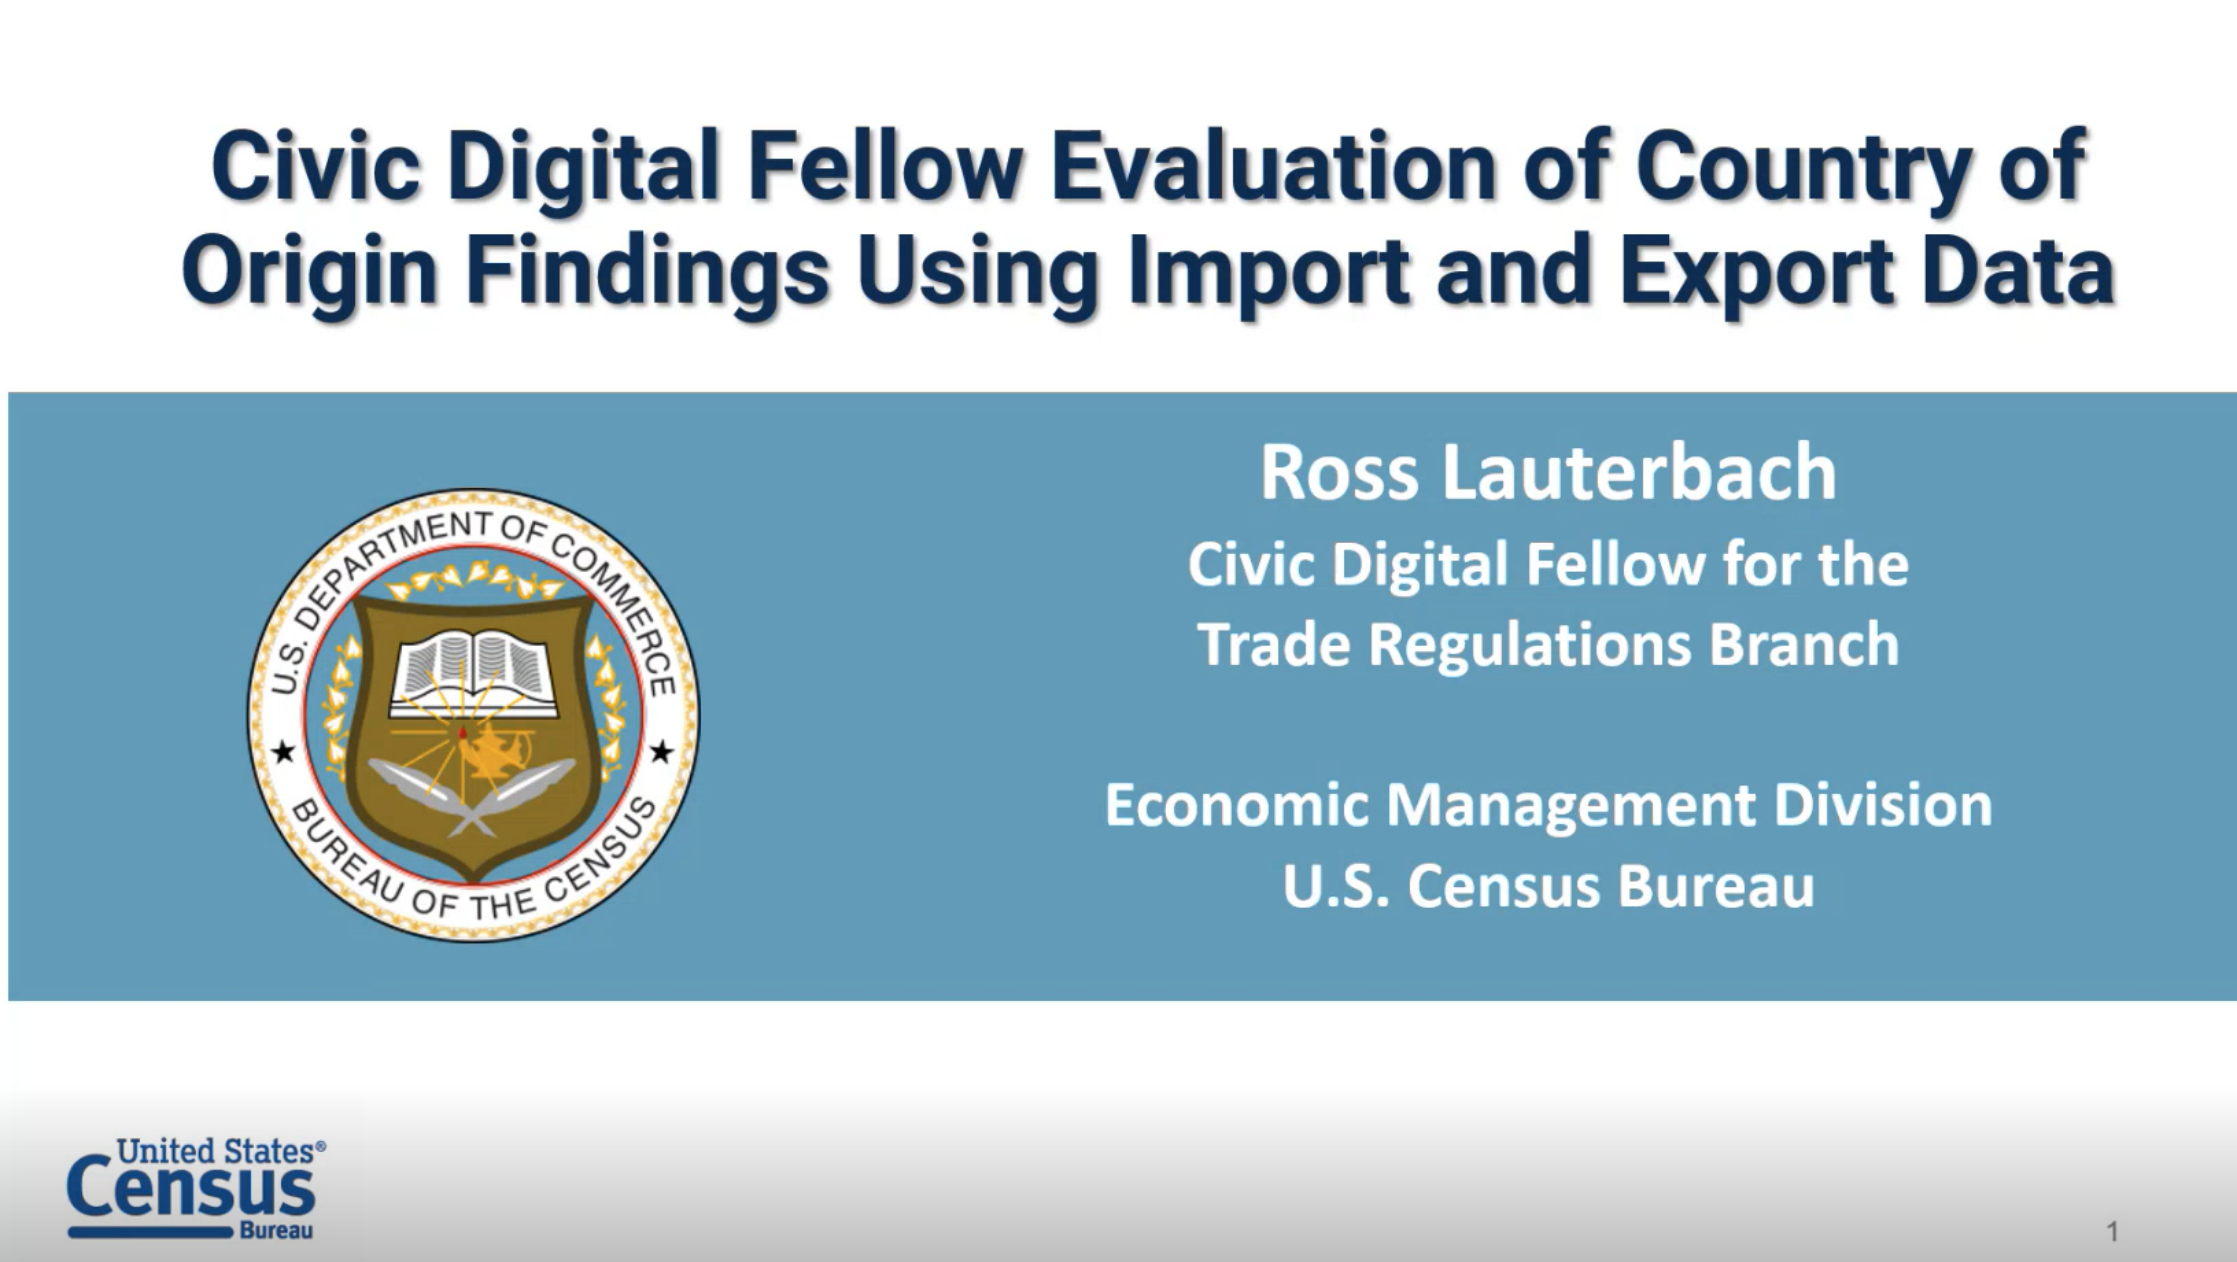 Civic Digital Fellow Evaluation of Country of
Origin Findings Using Import and Export Data
U.S. DEPARTMENT OF COMMERCE
★ ★
BUREAU OF THE CENSUS
Ross Lauterbach
Civic Digital Fellow for the
Trade Regulations Branch
Economic Management Division
U.S. Census Bureau
United States®
Census
Bureau
1